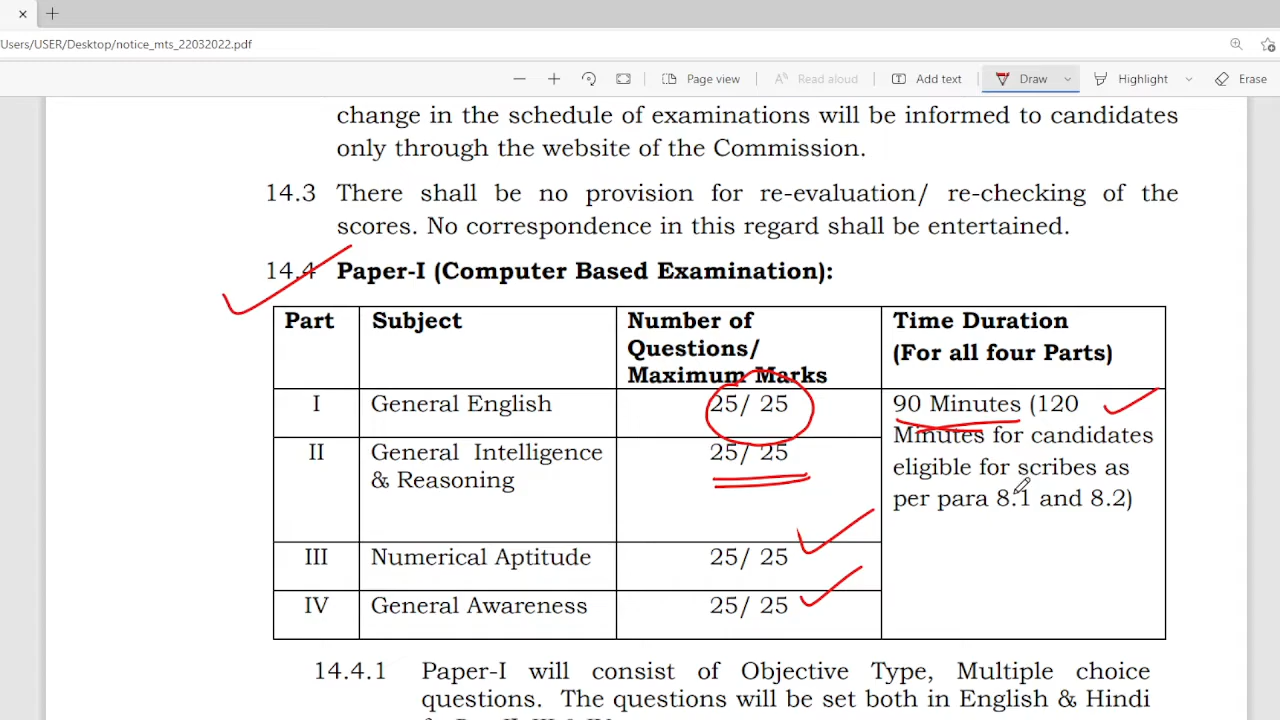 Users/USER/Desktop/notice_mts_22032022.pdf
Page view
Read aloud
Add text
Draw
Highlight
Erase
change in the schedule of examinations will be informed to candidates
only through the website of the Commission.
14.3 There shall be no provision for re-evaluation/ re-checking of the
scores. No correspondence in this regard shall be entertained.
14.4 Paper-I (Computer Based Examination):
Part
Subject
Number of
Questions/
Maximum Marks
Time Duration
(For all four Parts)
I
General English
25/ 25
90 Minutes (120
Minutes for candidates
eligible for scribes as
per para 8.1 and 8.2)
II
General Intelligence
& Reasoning
25/ 25
III
Numerical Aptitude
25/ 25
IV
General Awareness
25/ 25
14.4.1 Paper-I will consist of Objective Type, Multiple choice
questions. The questions will be set both in English & Hindi